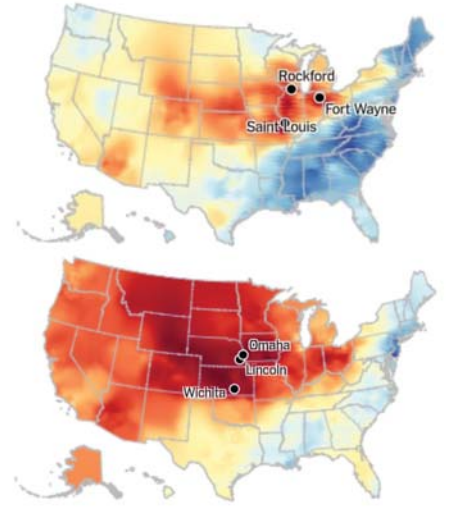 Rockford
Fort Wayne
Saint Louis
Omaha
Lincoln
Wichita